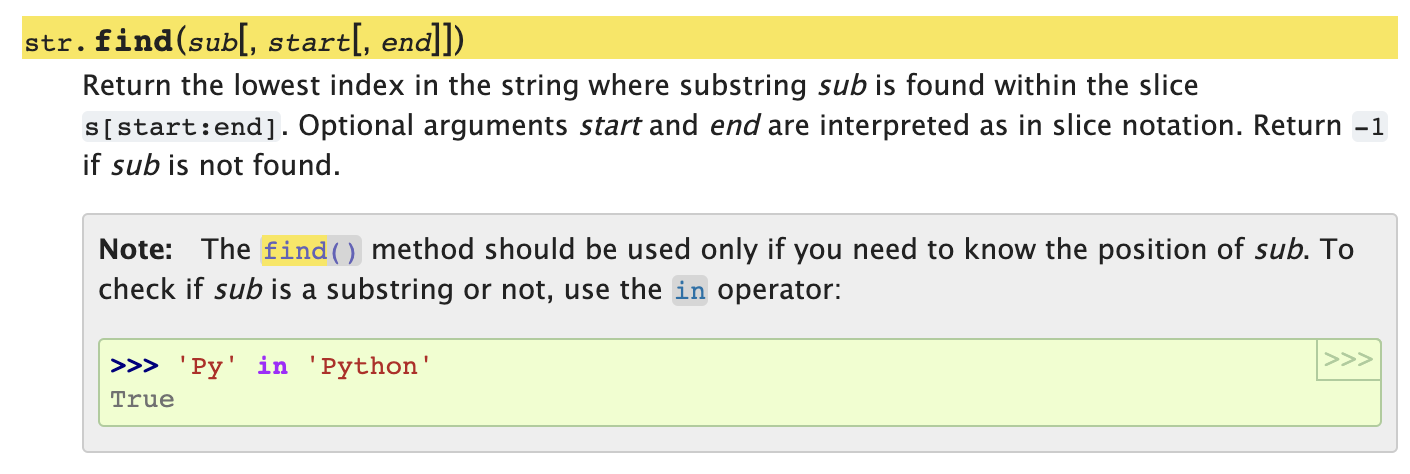 str.find(sub[, start[, end]])
Return the lowest index in the string where substring sub is found within the slice
s[start:end]. Optional arguments start and end are interpreted as in slice notation. Return -1
if sub is not found.
Note: The find() method should be used only if you need to know the position of sub. To
check if sub is a substring or not, use the in operator:
>>> 'Py' in 'Python'
>>>
True